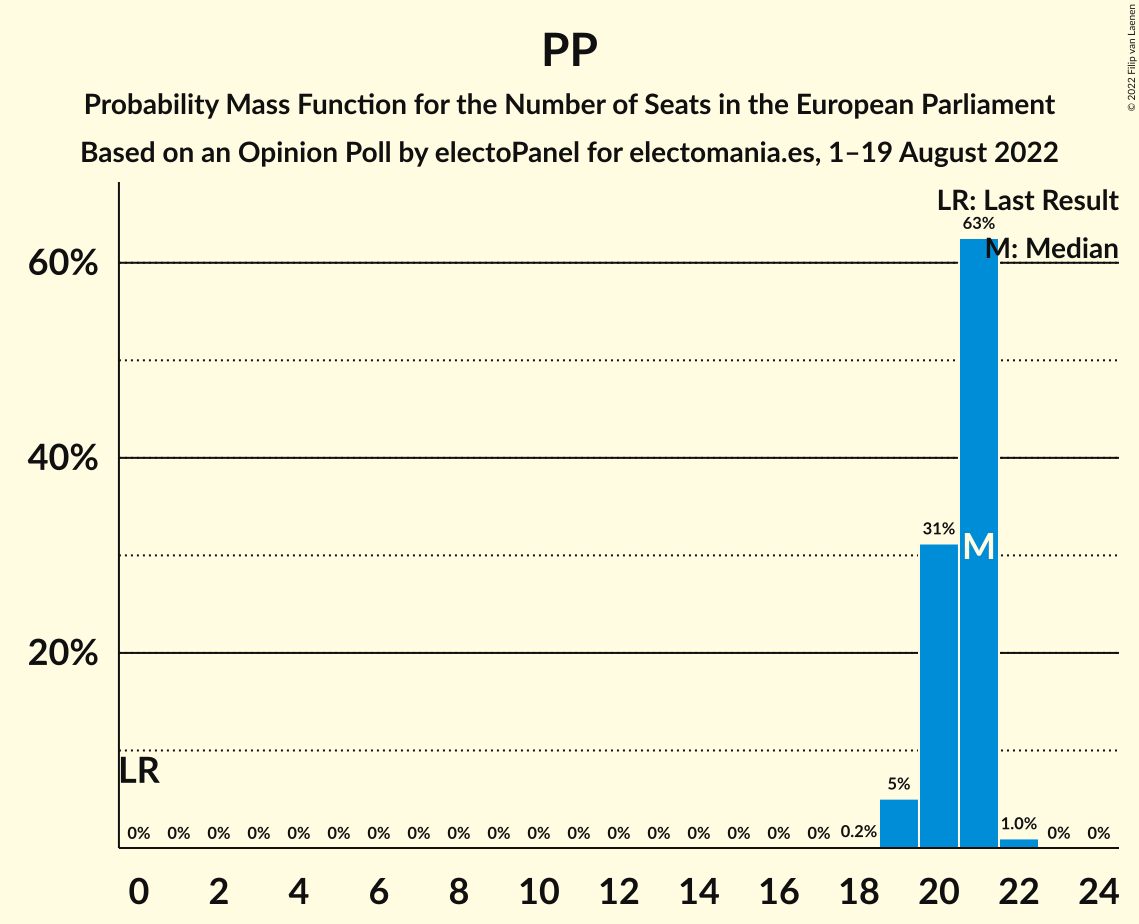 PP
Probability Mass Function for the Number of Seats in the European Parliament
Based on an Opinion Poll by electoPanel for electomania.es, 1–19 August 2022
© 2022 Filip van Laenen
LR: Last Result
63%
M: Median
60%
40%
31%
M
20%
LR
5%
0% 0% 0% 0% 0% 0% 0% 0% 0% 0% 0% 0% 0% 0% 0% 0% 0% 0% 0.2% 1.0% 0% 0%
0 2 4 6 8 10 12 14 16 18 20 22 24